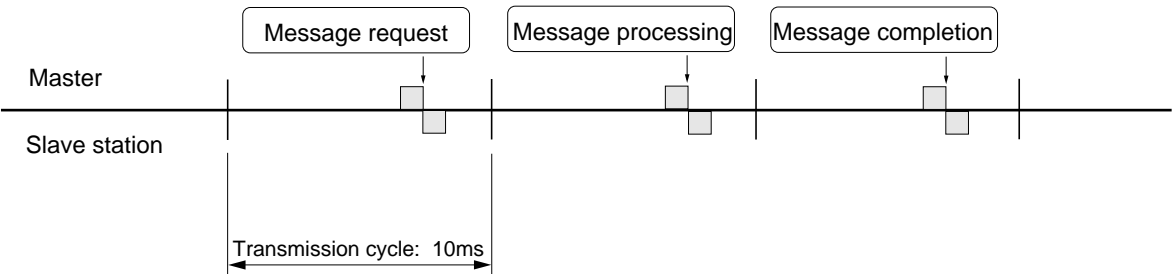 Message request
Message processing
Message completion
Master
Slave station
Transmission cycle: 10ms